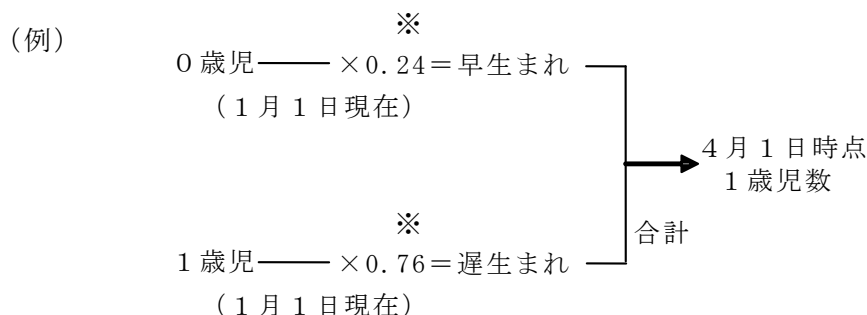 (例)
※
0歳児 ×0.24=早生まれ
(1月1日現在)
4月1日時点
1歳児数
※
合計
1歳児 ×0.76=遅生まれ
(1月1日現在)